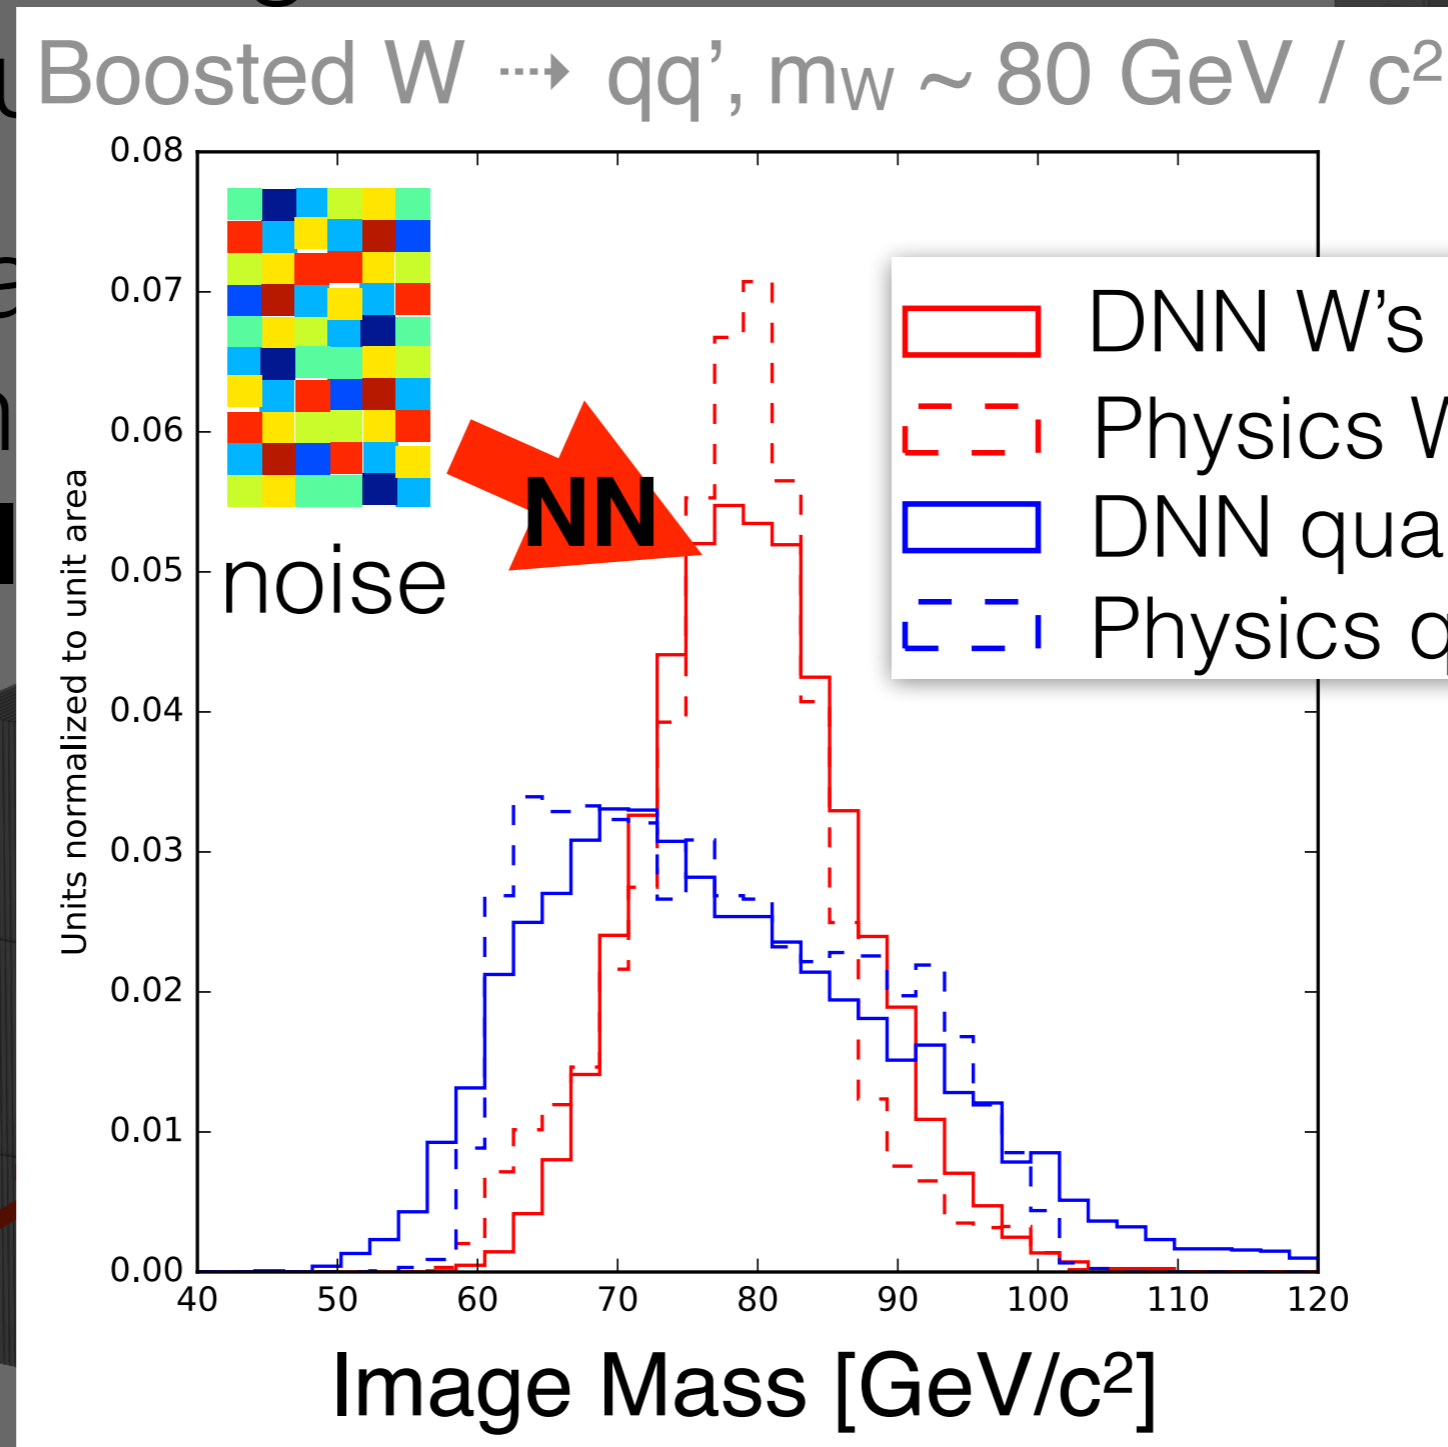 Boosted W ⇢ qq', mW ~ 80 GeV / c²
0.08
0.07
0.06
0.05
0.04
0.03
0.02
0.01
0.00
Units normalized to unit area
NN
noise
DNN W's
Physics W
DNN qua
Physics q
40 50 60 70 80 90 100 110 120
Image Mass [GeV/c²]